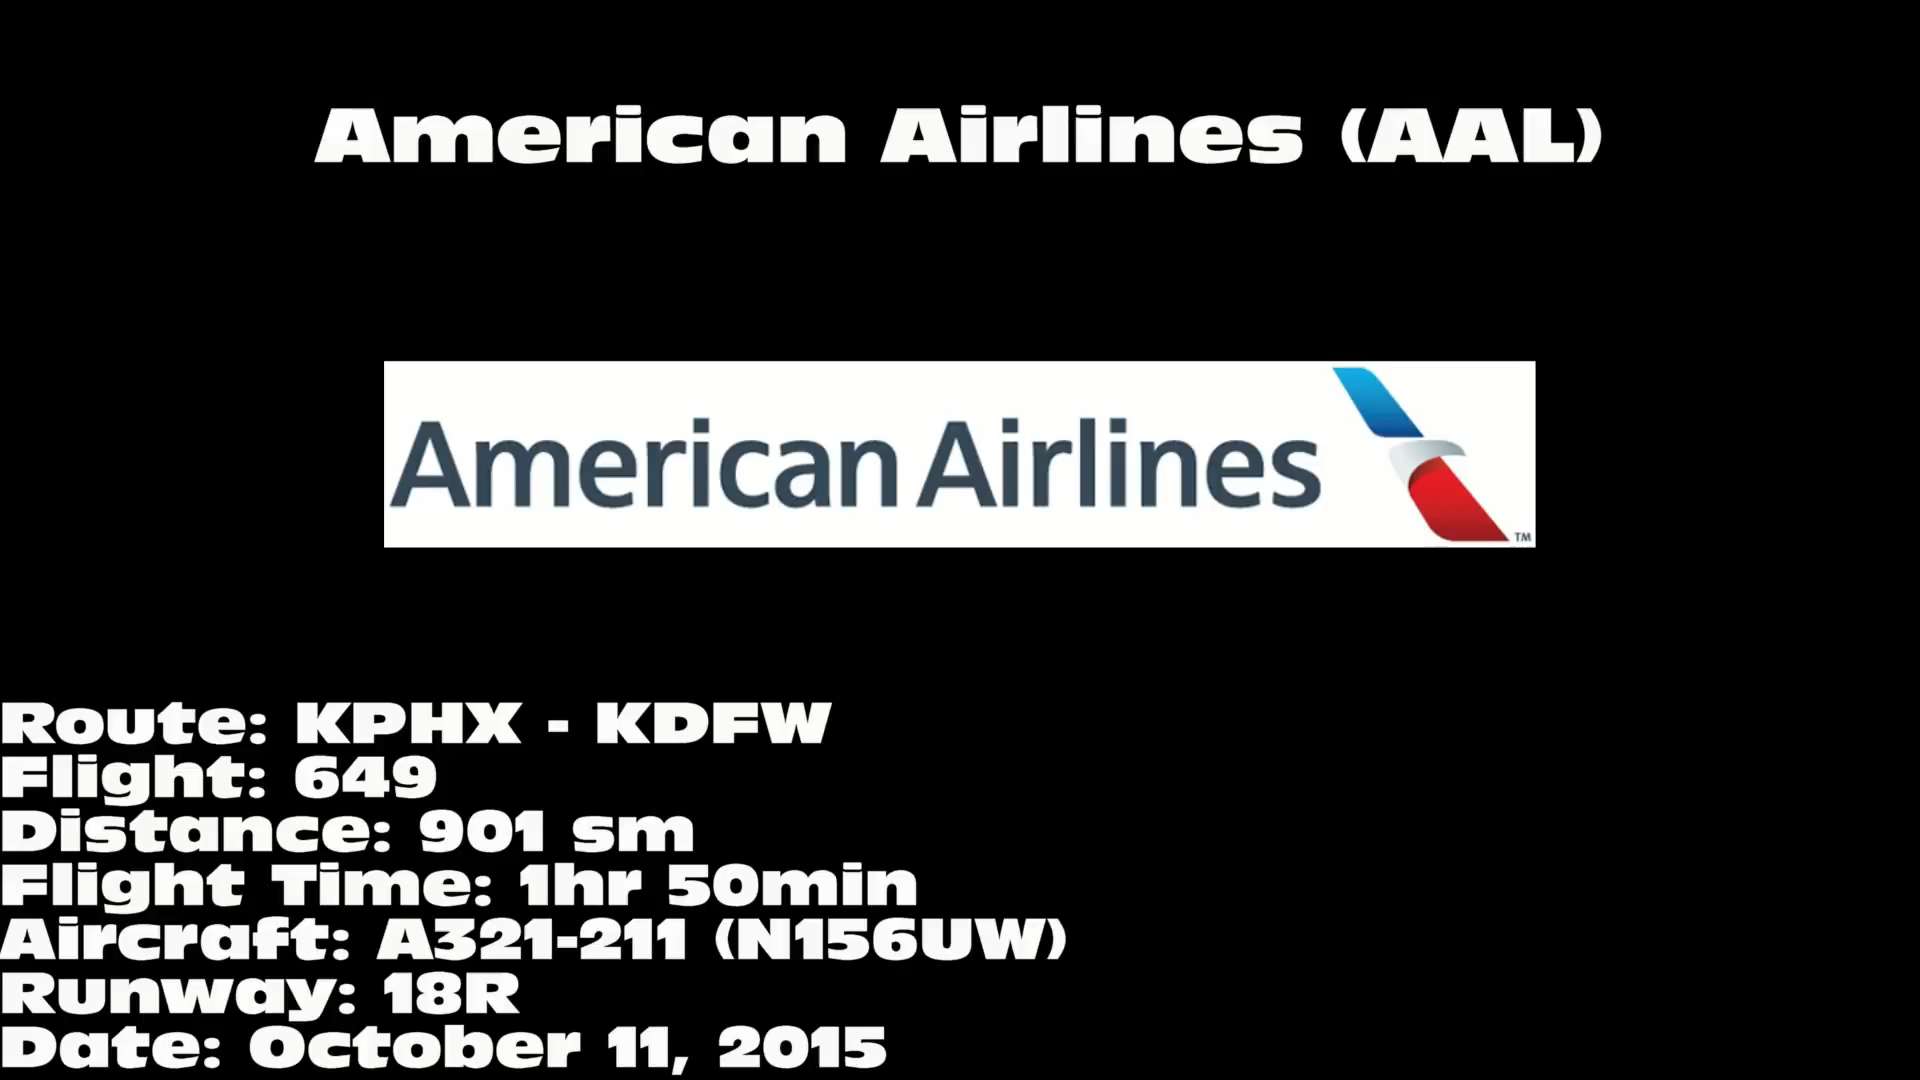 American Airlines (AAL)
American Airlines
TM
Route: KPHX - KDFW
Flight: 649
Distance: 901 sm
Flight Time: 1hr 50min
Aircraft: A321-211 (N156UW)
Runway: 18R
Date: October 11, 2015